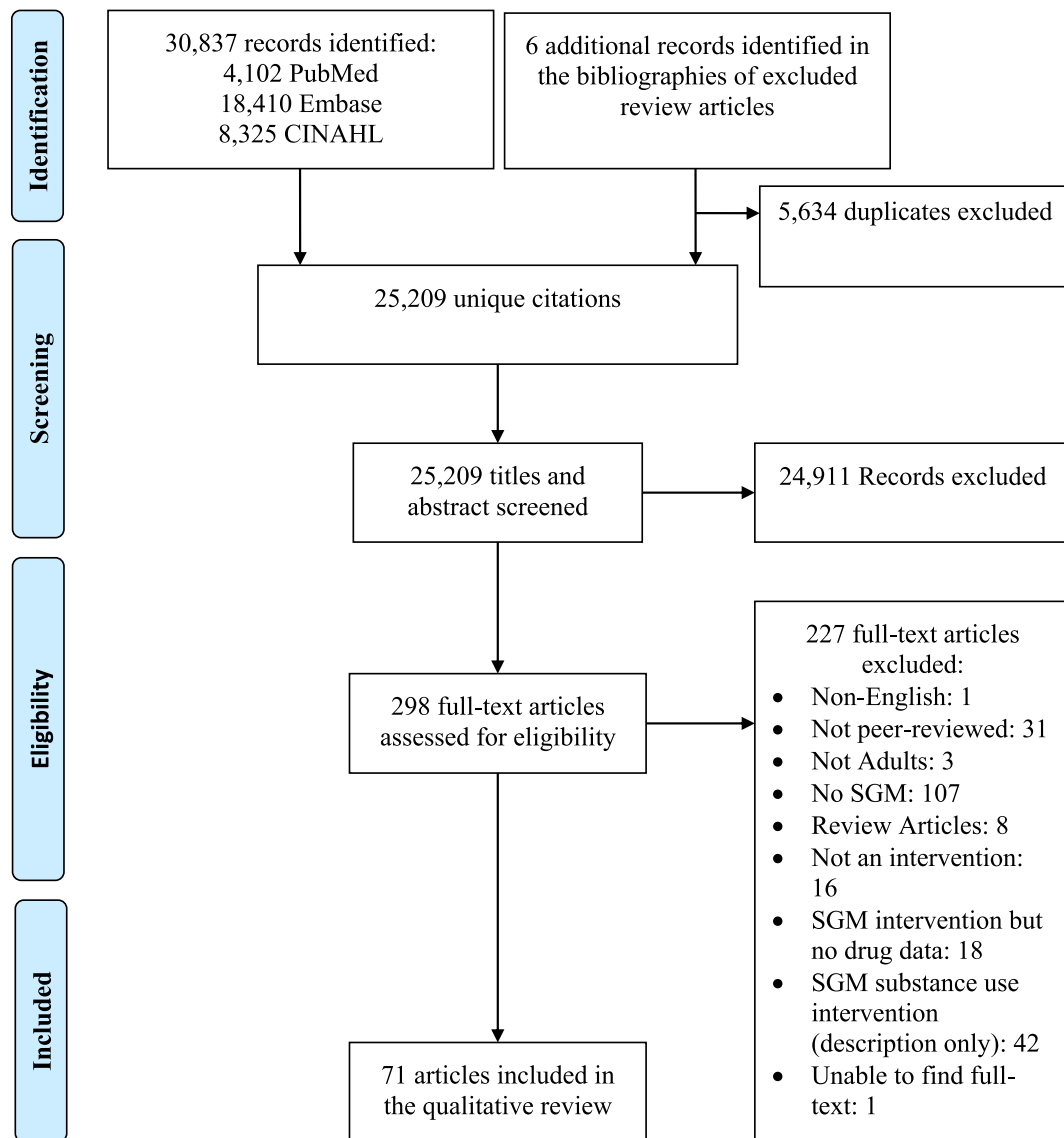 Identification
30,837 records identified:
4,102 PubMed
18,410 Embase
8,325 CINAHL
6 additional records identified in
the bibliographies of excluded
review articles
5,634 duplicates excluded
Screening
25,209 unique citations
25,209 titles and
abstract screened
24,911 Records excluded
Eligibility
298 full-text articles
assessed for eligibility
227 full-text articles
excluded:
• Non-English: 1
• Not peer-reviewed: 31
• Not Adults: 3
• No SGM: 107
• Review Articles: 8
• Not an intervention:
16
• SGM intervention but
no drug data: 18
• SGM substance use
intervention
(description only): 42
• Unable to find full-
text: 1
Included
71 articles included in
the qualitative review